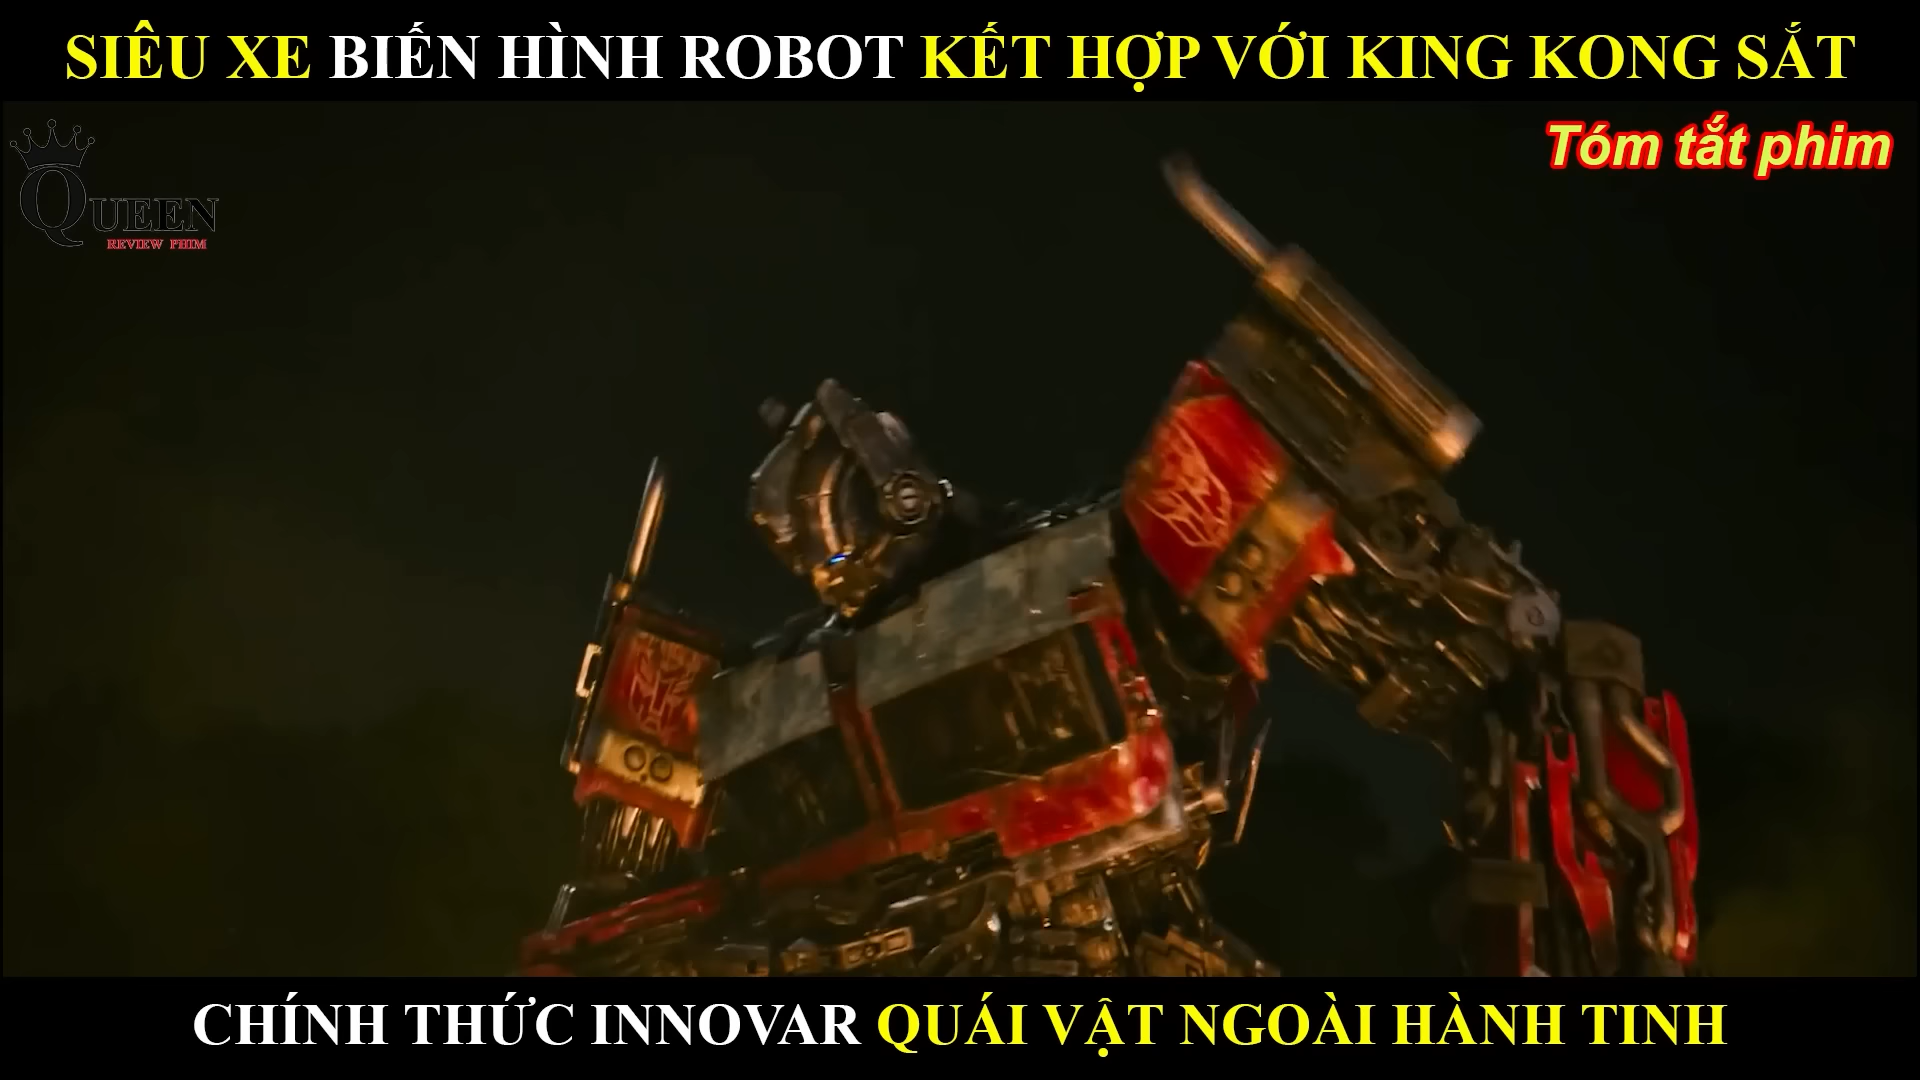 SIÊU XE BIẾN HÌNH ROBOT KẾT HỢP VỚI KING KONG SẮT
Tóm tắt phim
QUEEN
REVIEW PHIM
CHÍNH THỨC INNOVAR QUÁI VẬT NGOÀI HÀNH TINH